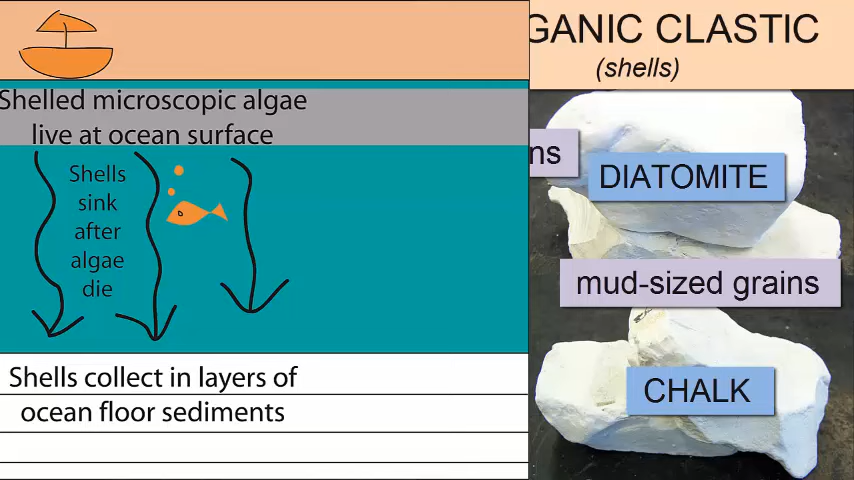 Shelled microscopic algae
live at ocean surface
Shells
sink
after
algae
die
Shells collect in layers of
ocean floor sediments
GANIC CLASTIC
(shells)
ns
DIATOMITE
mud-sized grains
CHALK